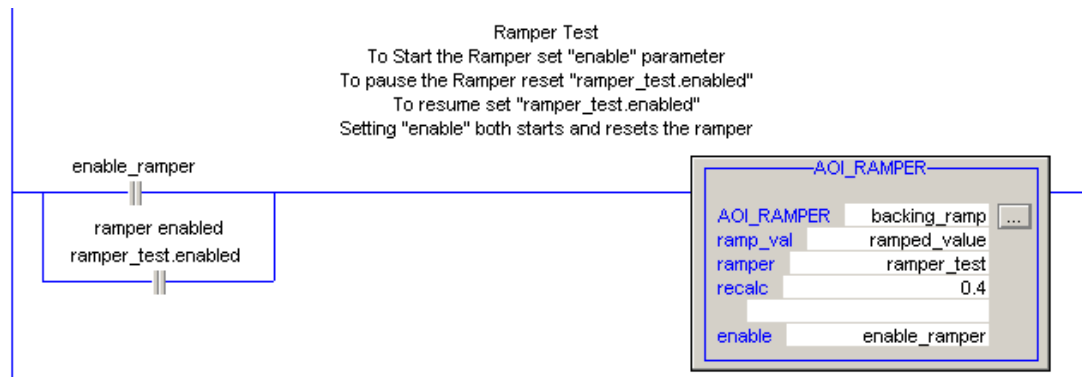 Ramper Test
To Start the Ramper set "enable" parameter
To pause the Ramper reset "ramper_test.enabled"
To resume set "ramper_test.enabled"
Setting "enable" both starts and resets the ramper
enable_ramper
ramper enabled
ramper_test.enabled
AOI_RAMPER
AOI_RAMPER backing_ramp ...
ramp_val ramped_value
ramper ramper_test
recalc 0.4
enable enable_ramper